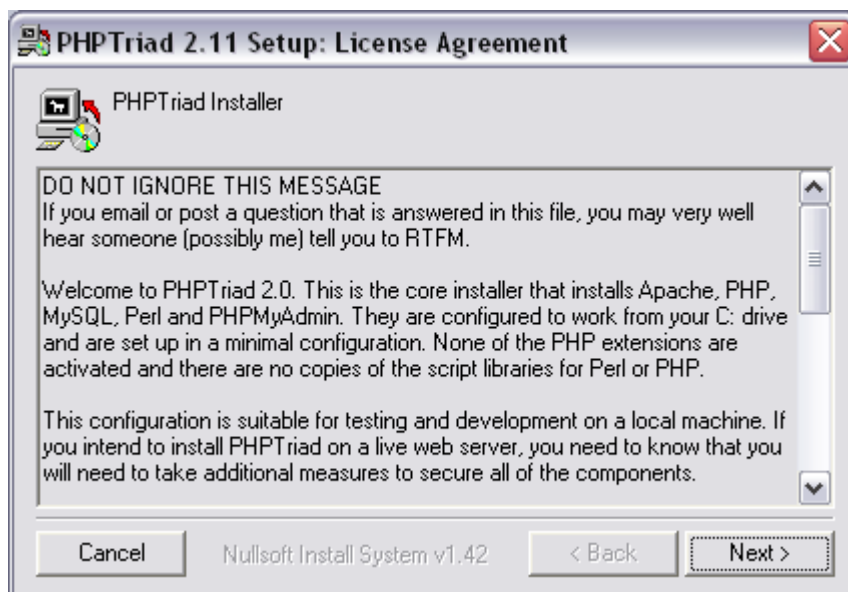 PHPTriad 2.11 Setup: License Agreement
PHPTriad Installer
DO NOT IGNORE THIS MESSAGE
If you email or post a question that is answered in this file, you may very well
hear someone (possibly me) tell you to RTFM.
Welcome to PHPTriad 2.0. This is the core installer that installs Apache, PHP,
MySQL, Perl and PHPMyAdmin. They are configured to work from your C: drive
and are set up in a minimal configuration. None of the PHP extensions are
activated and there are no copies of the script libraries for Perl or PHP.
This configuration is suitable for testing and development on a local machine. If
you intend to install PHPTriad on a live web server, you need to know that you
will need to take additional measures to secure all of the components.
Cancel
Nullsoft Install System v1.42
< Back
Next >